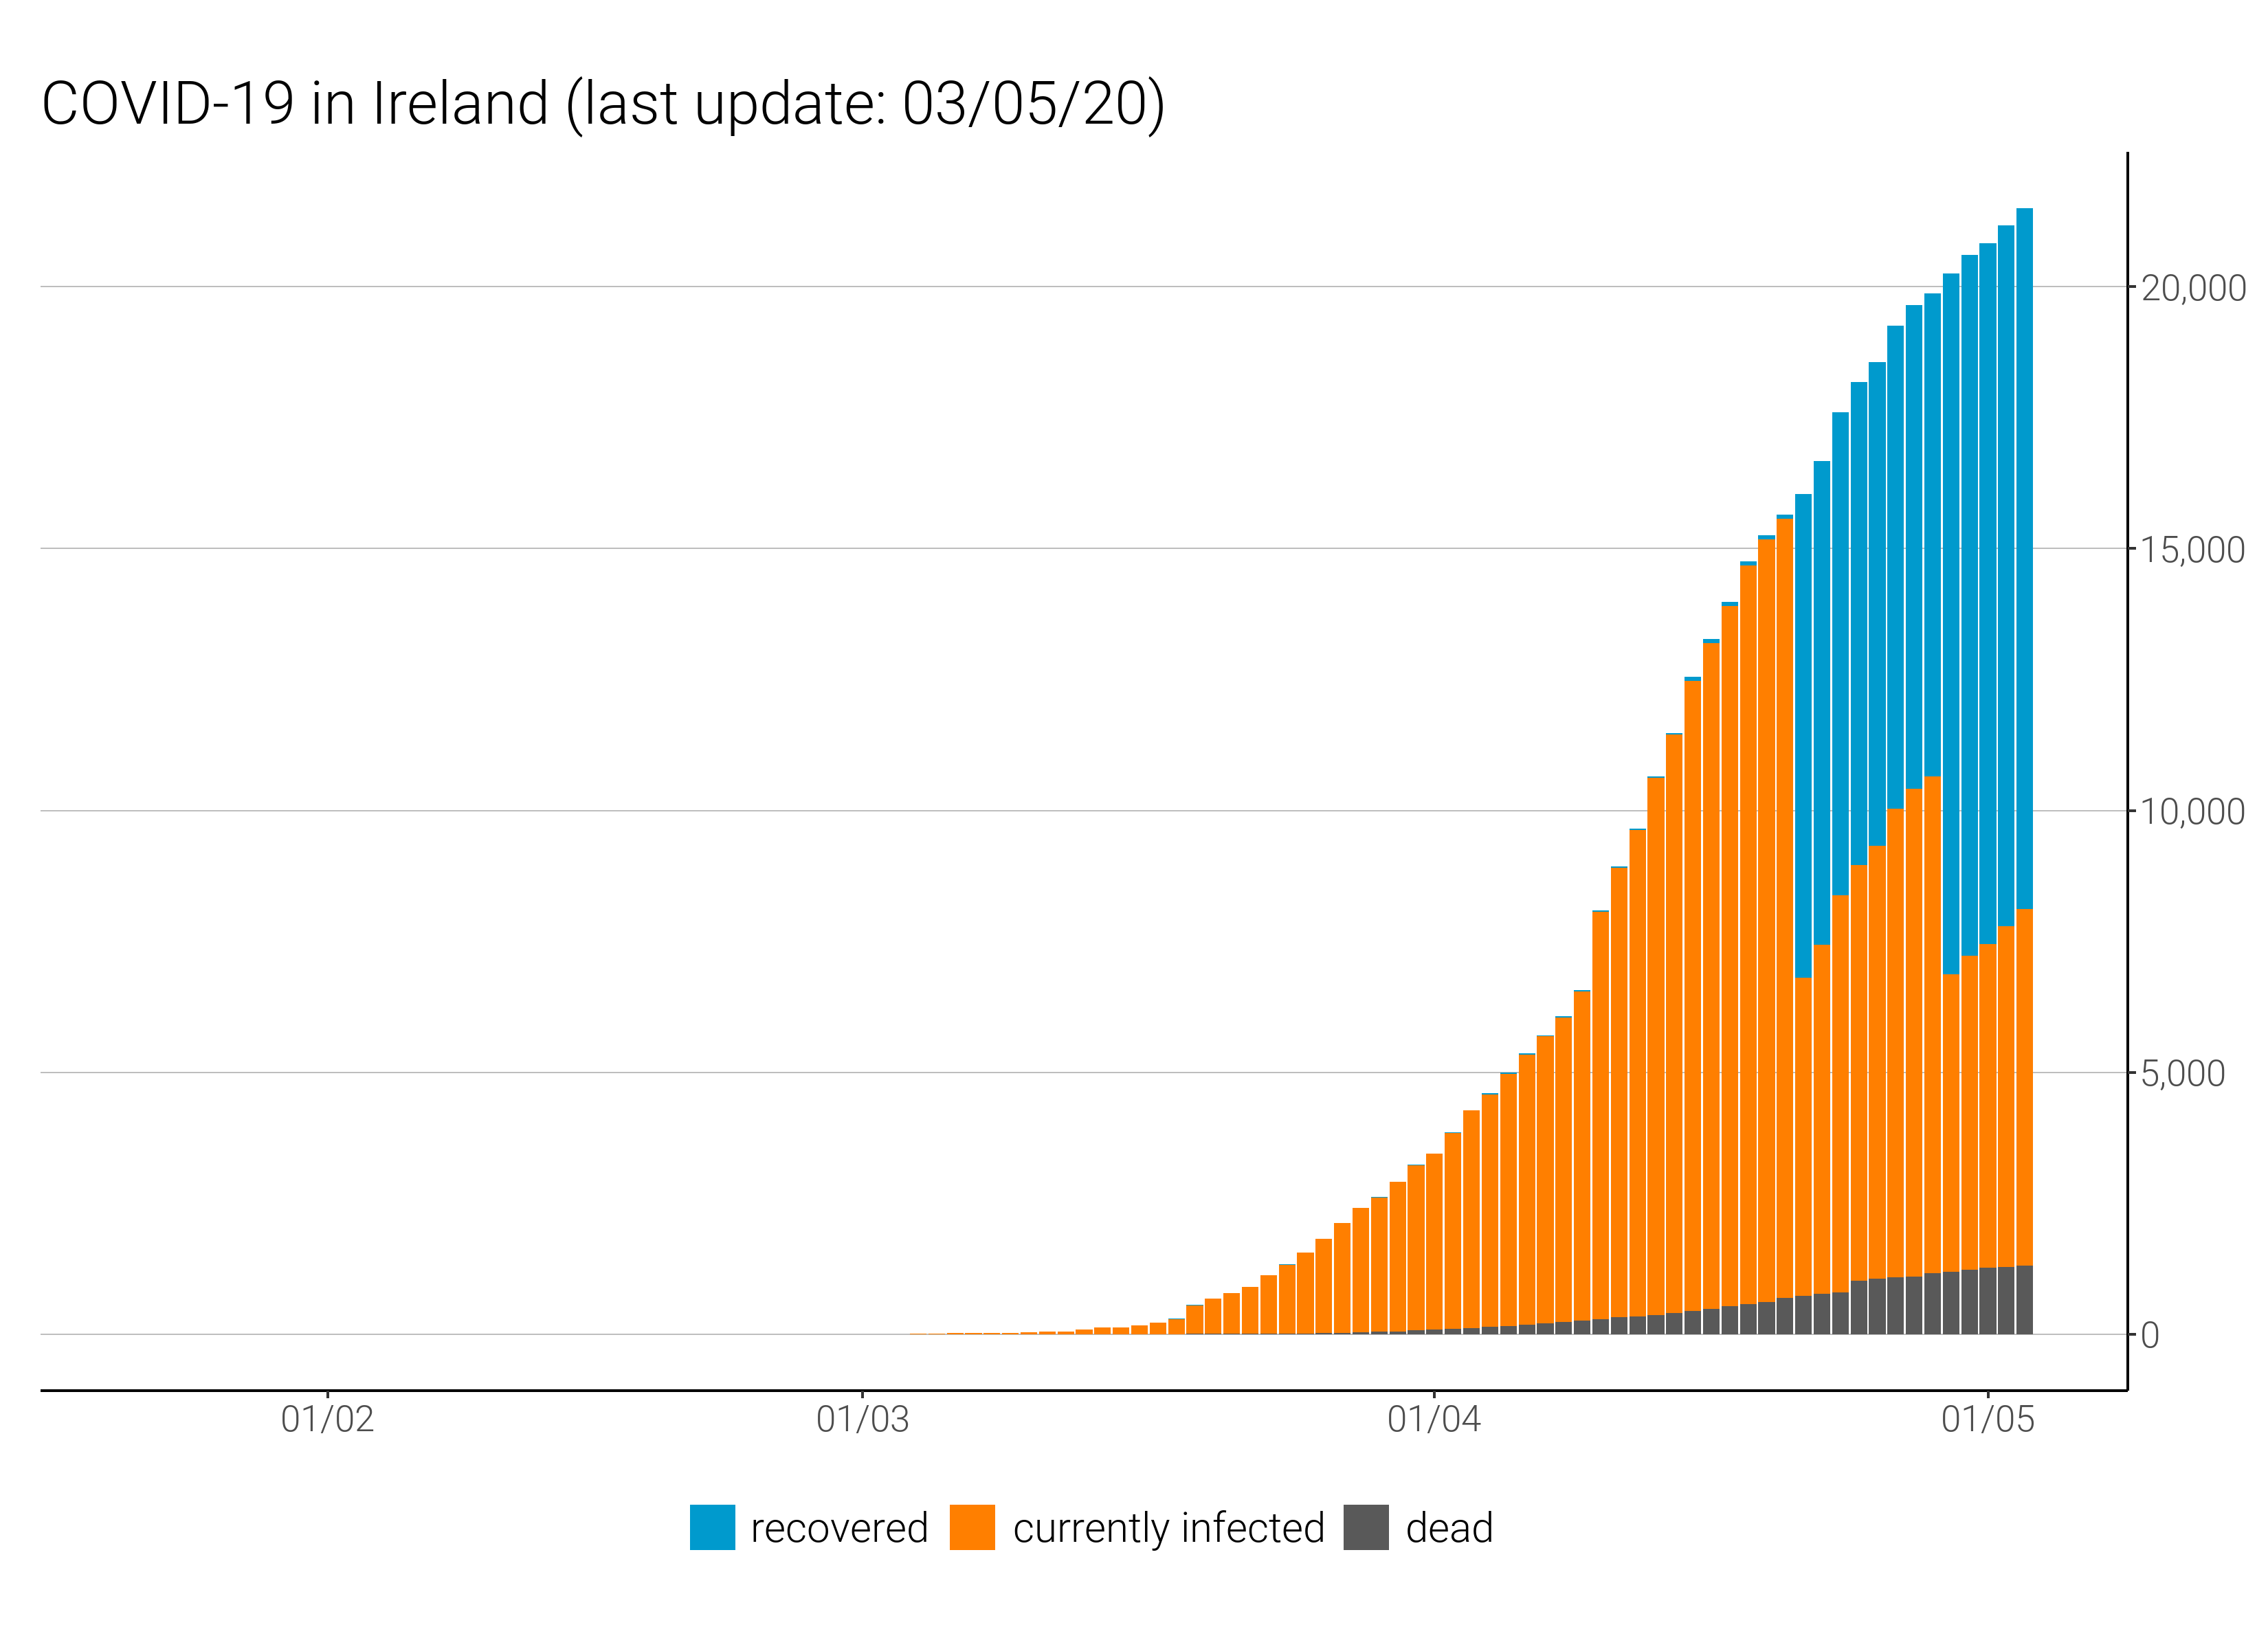 COVID-19 in Ireland (last update: 03/05/20)
20,000
15,000
10,000
5,000
0
01/02 01/03 01/04 01/05
recovered currently infected dead